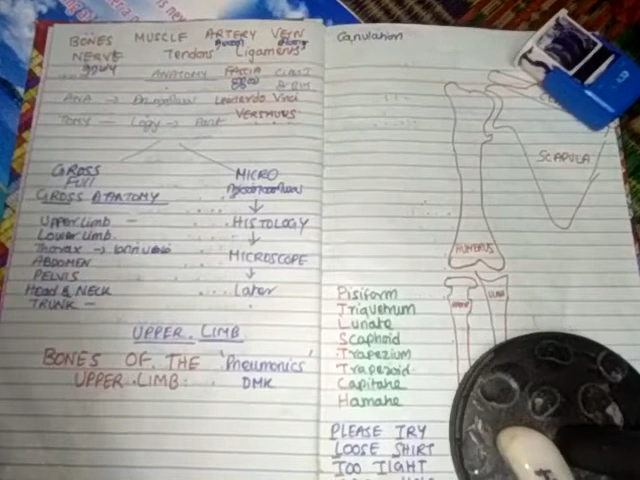 BONES MUSCLE ARTERY VEIN
NERVE Tendons Ligaments
ANATOMY FASCIA
ANA → Leonardo Vinci
TOMY — Logy → Part VERSIUUS
GROSS MICRO
Full
GROSS ANATOMY
Upper limb — HISTOLOGY
Lower limb
Thorax → MICROSCOPE
ABDOMEN
PELVIS
Head & NECK Later
TRUNK —
UPPER LIMB
BONES OF THE 'Pneumonics'
UPPER LIMB DMK
Canulation
SCAPULA
HUMERUS
ULNA
Pisiform
Triquetrum
Lunate
Scaphoid
Trapezium
Trapezoid
Capitate
Hamate
PLEASE TRY
LOOSE SHIRT
TOO TIGHT